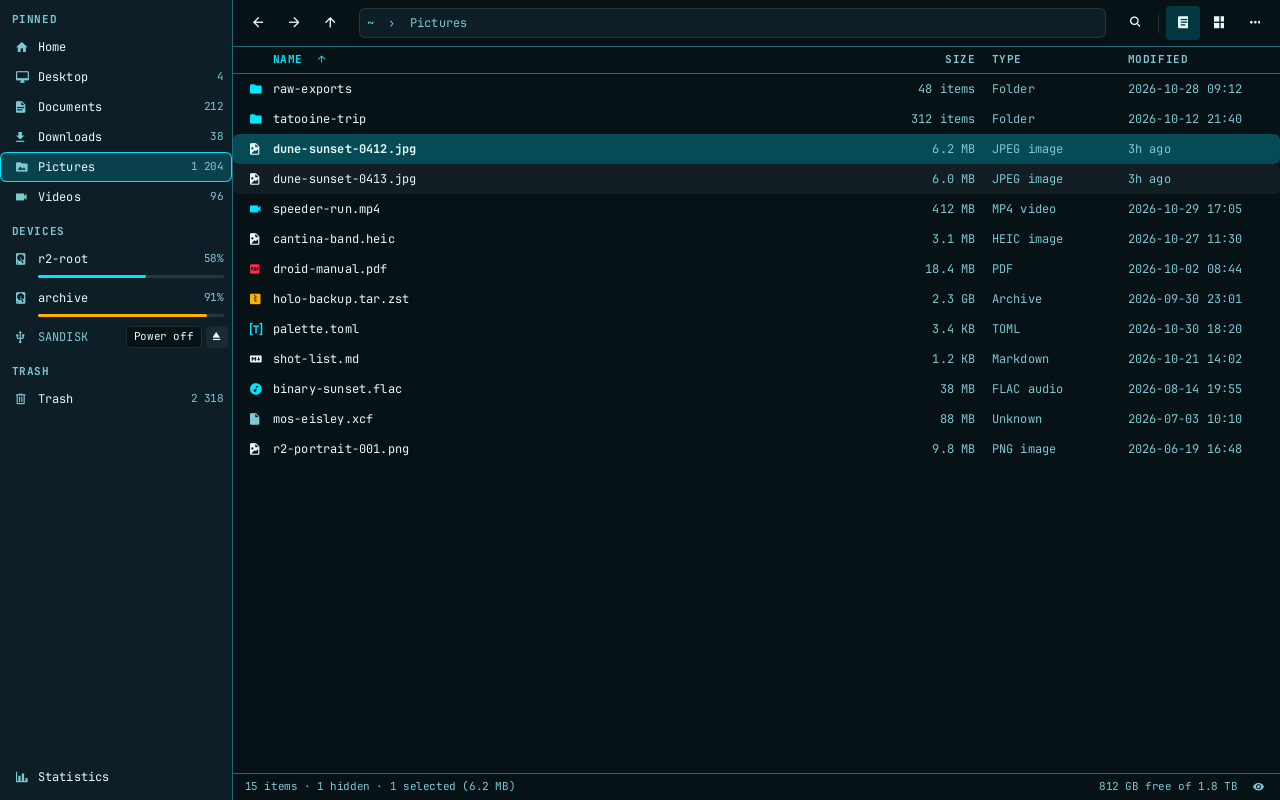 PINNED
Home
Desktop 4
Documents 212
Downloads 38
Pictures 1 204
Videos 96
DEVICES
r2-root 58%
archive 91%
SANDISK Power off
TRASH
Trash 2 318
Statistics
~ › Pictures
NAME ↑ SIZE TYPE MODIFIED
raw-exports 48 items Folder 2026-10-28 09:12
tatooine-trip 312 items Folder 2026-10-12 21:40
dune-sunset-0412.jpg 6.2 MB JPEG image 3h ago
dune-sunset-0413.jpg 6.0 MB JPEG image 3h ago
speeder-run.mp4 412 MB MP4 video 2026-10-29 17:05
cantina-band.heic 3.1 MB HEIC image 2026-10-27 11:30
droid-manual.pdf 18.4 MB PDF 2026-10-02 08:44
holo-backup.tar.zst 2.3 GB Archive 2026-09-30 23:01
palette.toml 3.4 KB TOML 2026-10-30 18:20
shot-list.md 1.2 KB Markdown 2026-10-21 14:02
binary-sunset.flac 38 MB FLAC audio 2026-08-14 19:55
mos-eisley.xcf 88 MB Unknown 2026-07-03 10:10
r2-portrait-001.png 9.8 MB PNG image 2026-06-19 16:48
15 items · 1 hidden · 1 selected (6.2 MB) 812 GB free of 1.8 TB